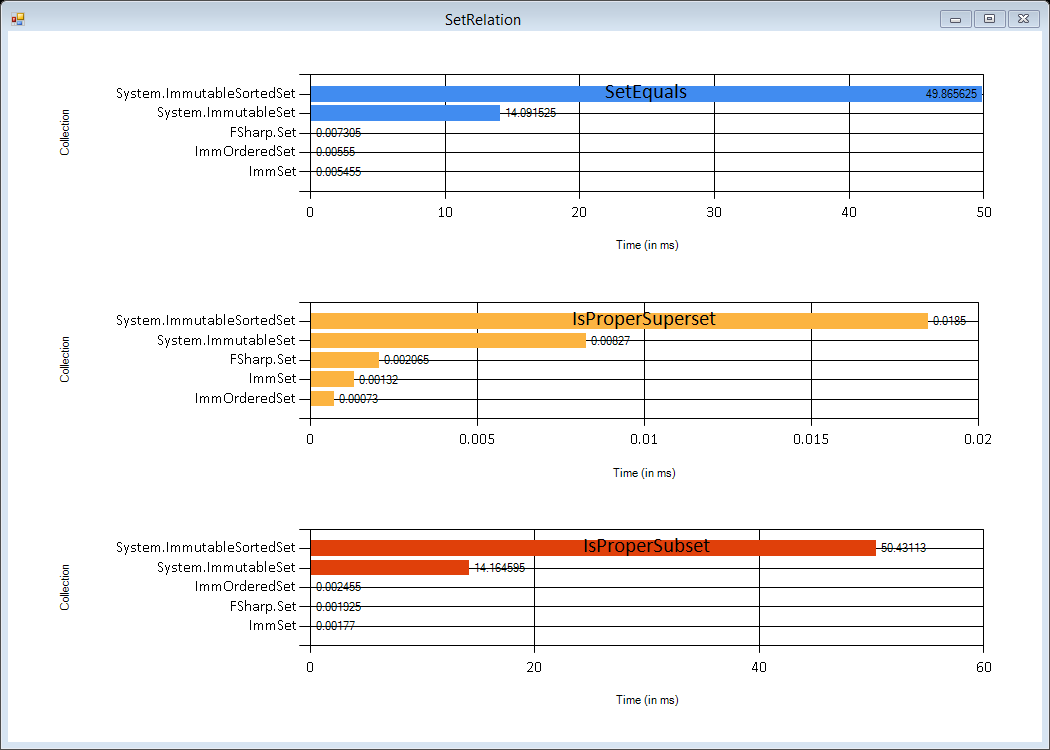 SetRelation
SetEquals
Collection
System.ImmutableSortedSet 49.865625
System.ImmutableSet 14.091525
FSharp.Set 0.007305
ImmOrderedSet 0.00555
ImmSet 0.005455
0 10 20 30 40 50
Time (in ms)
IsProperSuperset
Collection
System.ImmutableSortedSet 0.0185
System.ImmutableSet 0.00827
FSharp.Set 0.002065
ImmSet 0.00132
ImmOrderedSet 0.00073
0 0.005 0.01 0.015 0.02
Time (in ms)
IsProperSubset
Collection
System.ImmutableSortedSet 50.43113
System.ImmutableSet 14.164595
ImmOrderedSet 0.002455
FSharp.Set 0.001925
ImmSet 0.00177
0 20 40 60
Time (in ms)